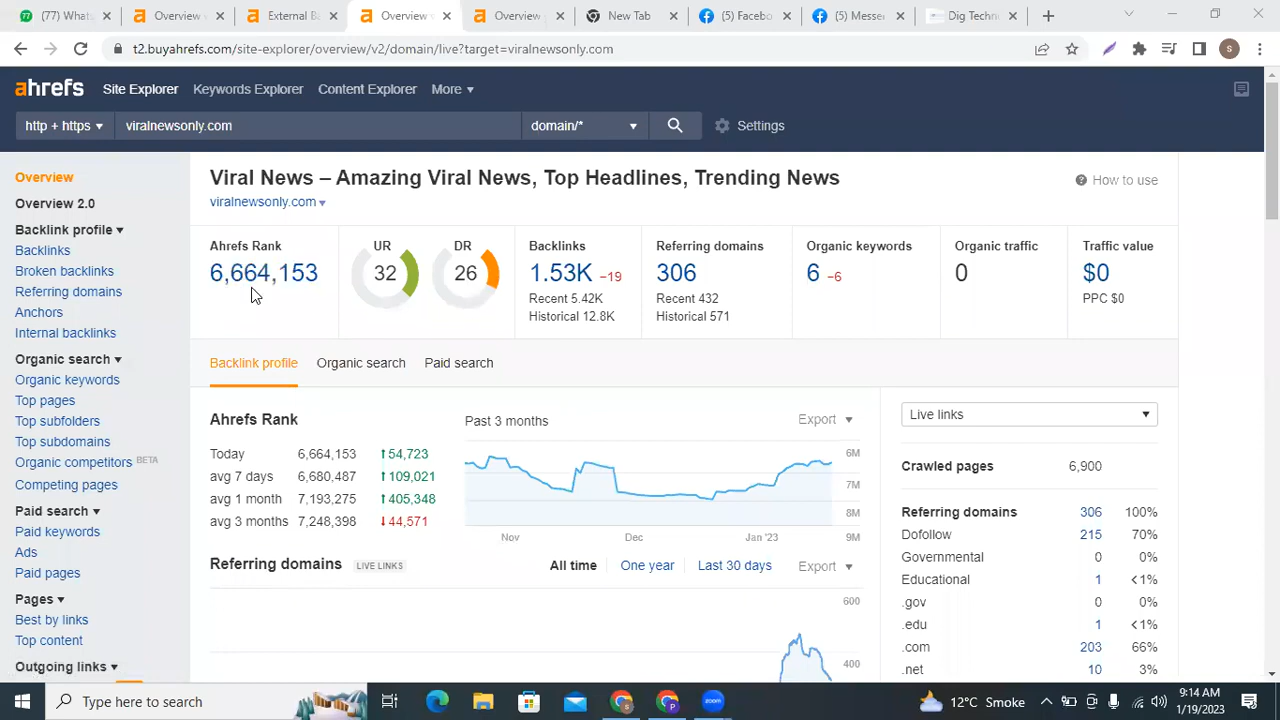 (77) Whats
Overview v
External Ba
Overview v
Overview
New Tab
(5) Facebo
(5) Messe
Dig Techn
t2.buyahrefs.com/site-explorer/overview/v2/domain/live?target=viralnewsonly.com
S
ahrefs
Site Explorer
Keywords Explorer
Content Explorer
More
http + https
viralnewsonly.com
domain/*
Settings
Overview
Overview 2.0
Backlink profile
Backlinks
Broken backlinks
Referring domains
Anchors
Internal backlinks
Organic search
Organic keywords
Top pages
Top subfolders
Top subdomains
Organic competitors BETA
Competing pages
Paid search
Paid keywords
Ads
Paid pages
Pages
Best by links
Top content
Outgoing links
Viral News – Amazing Viral News, Top Headlines, Trending News
How to use
viralnewsonly.com
Ahrefs Rank
6,664,153
UR
32
DR
26
Backlinks
1.53K –19
Recent 5.42K
Historical 12.8K
Referring domains
306
Recent 432
Historical 571
Organic keywords
6 –6
Organic traffic
0
Traffic value
$0
PPC $0
Backlink profile
Organic search
Paid search
Ahrefs Rank
Today 6,664,153 ↑54,723
avg 7 days 6,680,487 ↑109,021
avg 1 month 7,193,275 ↑405,348
avg 3 months 7,248,398 ↓44,571
Past 3 months
Export
6M
7M
8M
9M
Nov
Dec
Jan '23
Referring domains LIVE LINKS
All time
One year
Last 30 days
Export
600
400
Live links
Crawled pages 6,900
Referring domains 306 100%
Dofollow 215 70%
Governmental 0 0%
Educational 1 <1%
.gov 0 0%
.edu 1 <1%
.com 203 66%
.net 10 3%
Type here to search
zoom
12°C Smoke
9:14 AM
1/19/2023